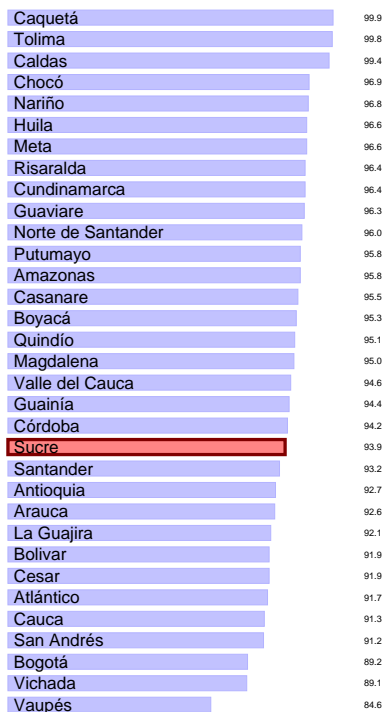 Caquetá 99.9
Tolima 99.8
Caldas 99.4
Chocó 96.9
Nariño 96.8
Huila 96.6
Meta 96.6
Risaralda 96.4
Cundinamarca 96.4
Guaviare 96.3
Norte de Santander 96.0
Putumayo 95.8
Amazonas 95.8
Casanare 95.5
Boyacá 95.3
Quindío 95.1
Magdalena 95.0
Valle del Cauca 94.6
Guainía 94.4
Córdoba 94.2
Sucre 93.9
Santander 93.2
Antioquia 92.7
Arauca 92.6
La Guajira 92.1
Bolivar 91.9
Cesar 91.9
Atlántico 91.7
Cauca 91.3
San Andrés 91.2
Bogotá 89.2
Vichada 89.1
Vaupés 84.6